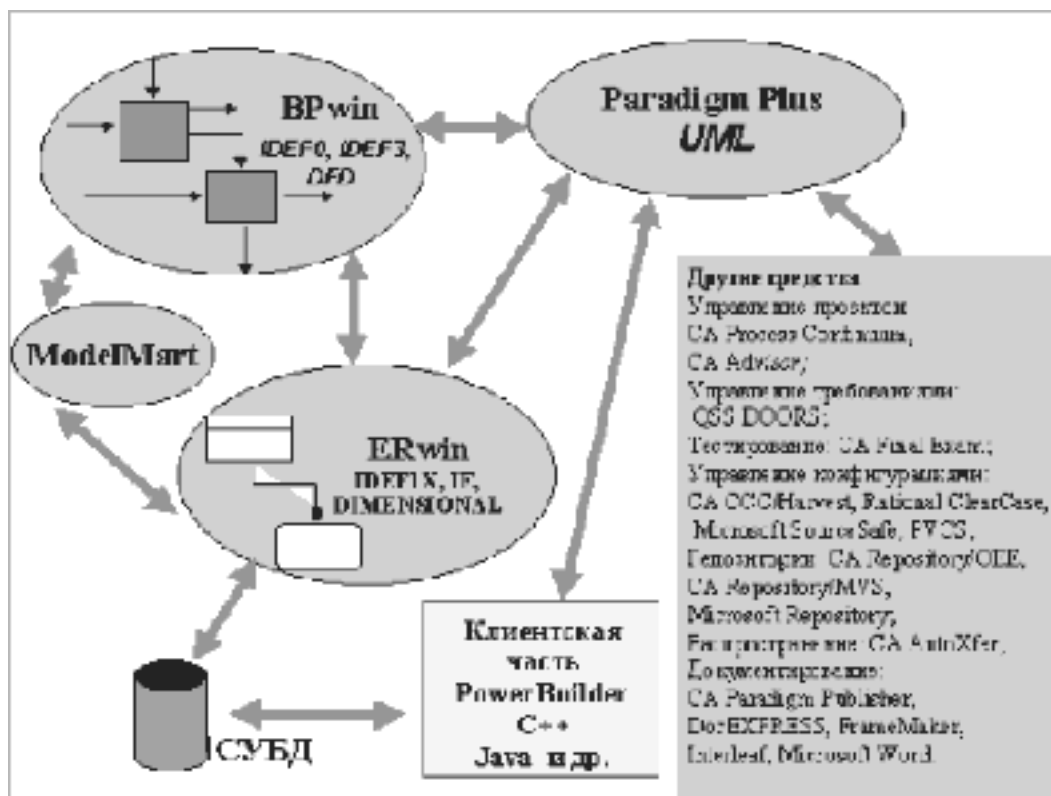 BPwin
IDEF0, IDEF3,
DFD
Paradigm Plus
UML
ModelMart
ERwin
IDEF1X, IE,
DIMENSIONAL
СУБД
Клиентская
часть
PowerBuilder
C++
Java и др.
Другие средства
Управление проектом
CA Process Continuum,
CA Advisor;
Управление требованиями:
QSS DOORS;
Тестирование: CA Final Exam;
Управление конфигурациями:
CA CCC/Harvest, Rational ClearCase,
Microsoft SourceSafe, PVCS,
Репозитории: CA Repository/OEE,
CA Repository/MVS,
Microsoft Repository;
Распространение: CA AutoXfer,
Документирование:
CA Paradigm Publisher,
DocEXPRESS, FrameMaker,
Interleaf, Microsoft Word